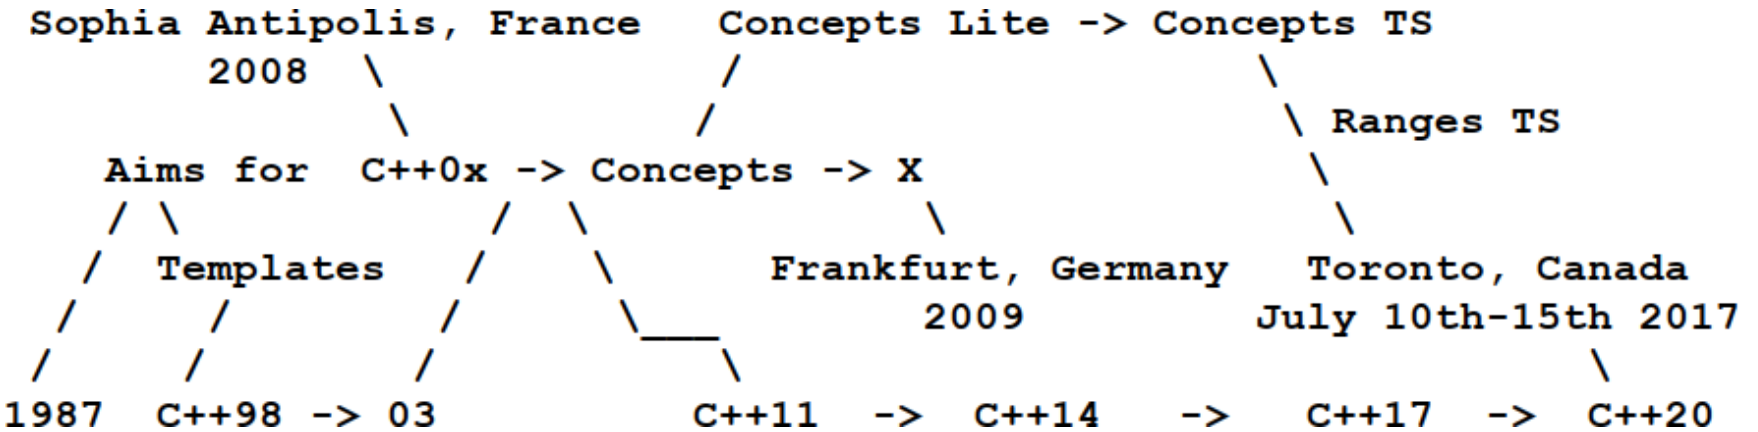 Sophia Antipolis, France   Concepts Lite -> Concepts TS
2008  \                /                    \
\           /                      \ Ranges TS
Aims for  C++0x -> Concepts -> X               \
/ \            /  \             \               \
/  Templates   /    \      Frankfurt, Germany   Toronto, Canada
/     /        /      \___        2009         July 10th-15th 2017
/     /        /           \                                 \
1987  C++98 -> 03          C++11  ->  C++14   ->   C++17  ->  C++20